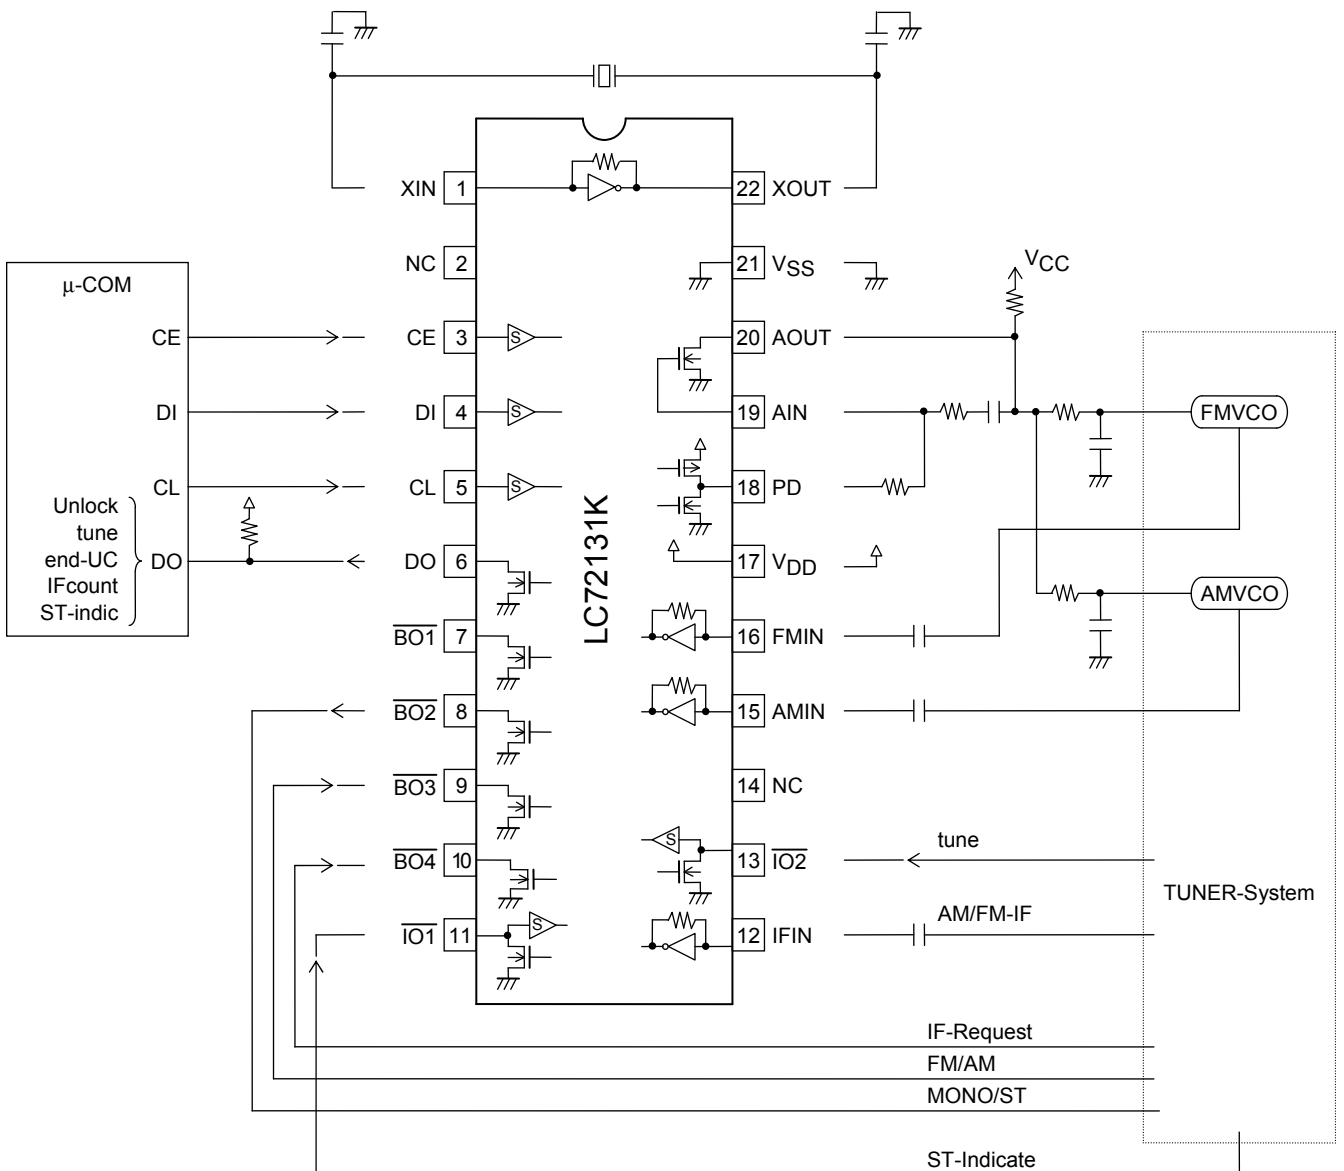 XIN 1
22 XOUT
NC 2
21 VSS
VCC
μ-COM
CE
CE 3
S
20 AOUT
DI
DI 4
S
19 AIN
FMVCO
CL
CL 5
S
18 PD
Unlock
tune
end-UC
IFcount
ST-indic
DO
DO 6
LC72131K
17 VDD
AMVCO
BO1 7
16 FMIN
BO2 8
15 AMIN
BO3 9
14 NC
BO4 10
S
13 IO2
tune
TUNER-System
IO1 11
S
12 IFIN
AM/FM-IF
IF-Request
FM/AM
MONO/ST
ST-Indicate